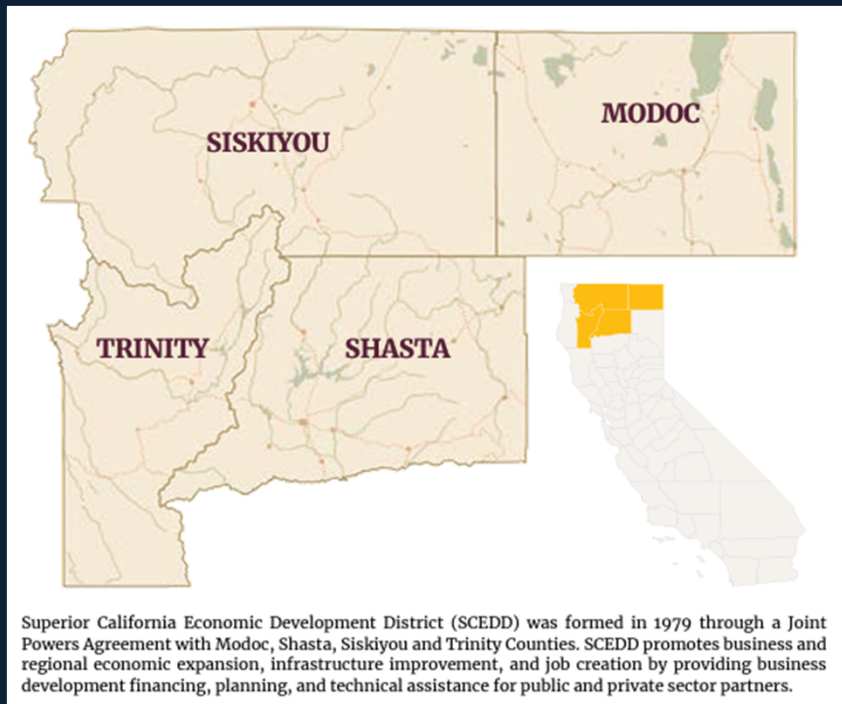 SISKIYOU
MODOC
TRINITY
SHASTA
Superior California Economic Development District (SCEDD) was formed in 1979 through a Joint
Powers Agreement with Modoc, Shasta, Siskiyou and Trinity Counties. SCEDD promotes business and
regional economic expansion, infrastructure improvement, and job creation by providing business
development financing, planning, and technical assistance for public and private sector partners.